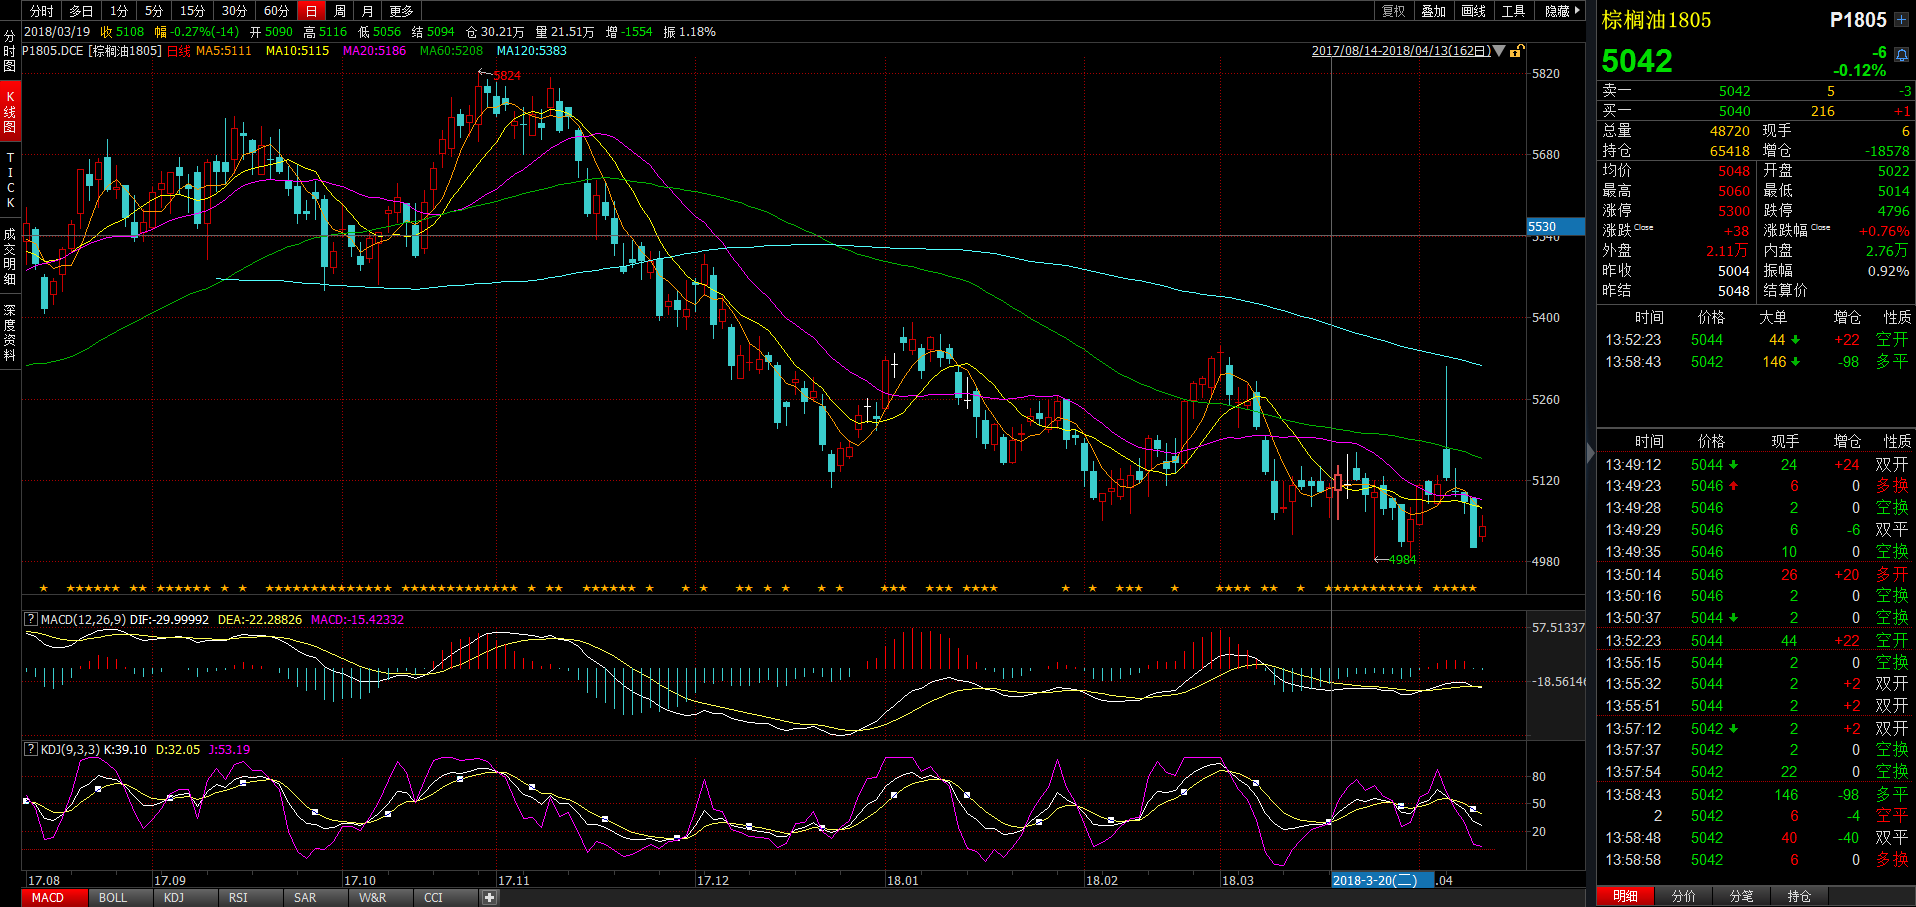 分时 多日 1分 5分 15分 30分 60分 日 周 月 更多 复权 叠加 画线 工具 隐藏
2018/03/19 收 5108 幅 -0.27%(-14) 开 5090 高 5116 低 5056 结 5094 仓 30.21万 量 21.51万 增 -1554 振 1.18%
P1805.DCE [棕榈油1805] 日线 MA5:5111 MA10:5115 MA20:5186 MA60:5208 MA120:5383 2017/08/14-2018/04/13(162日)
分时图
K线图
TICK
成交明细
深度资料
5824
4984
5820
5680
5530
5540
5400
5260
5120
4980
? MACD(12,26,9) DIF:-29.99992 DEA:-22.28826 MACD:-15.42332
57.51337
-18.56146
? KDJ(9,3,3) K:39.10 D:32.05 J:53.19
80
50
20
17.08 17.09 17.10 17.11 17.12 18.01 18.02 18.03 2018-3-20(二) .04
MACD BOLL KDJ RSI SAR W&R CCI
棕榈油1805 P1805
5042 -6
-0.12%
卖一 5042 5 -3
买一 5040 216 +1
总量 48720 现手 6
持仓 65418 增仓 -18578
均价 5048 开盘 5022
最高 5060 最低 5014
涨停 5300 跌停 4796
涨跌 Close +38 涨跌幅 Close +0.76%
外盘 2.11万 内盘 2.76万
昨收 5004 振幅 0.92%
昨结 5048 结算价
时间 价格 大单 增仓 性质
13:52:23 5044 44 +22 空开
13:58:43 5042 146 -98 多平
时间 价格 现手 增仓 性质
13:49:12 5044 24 +24 双开
13:49:23 5046 6 0 多换
13:49:28 5046 2 0 空换
13:49:29 5046 6 -6 双平
13:49:35 5046 10 0 空换
13:50:14 5046 26 +20 多开
13:50:16 5046 2 0 空换
13:50:37 5044 2 0 空换
13:52:23 5044 44 +22 空开
13:55:15 5044 2 0 空换
13:55:32 5044 2 +2 双开
13:55:51 5044 2 +2 双开
13:57:12 5042 2 +2 双开
13:57:37 5042 2 0 空换
13:57:54 5042 22 0 空换
13:58:43 5042 146 -98 多平
2 5042 6 -4 空平
13:58:48 5042 40 -40 双平
13:58:58 5042 6 0 多换
明细 分价 分笔 持仓